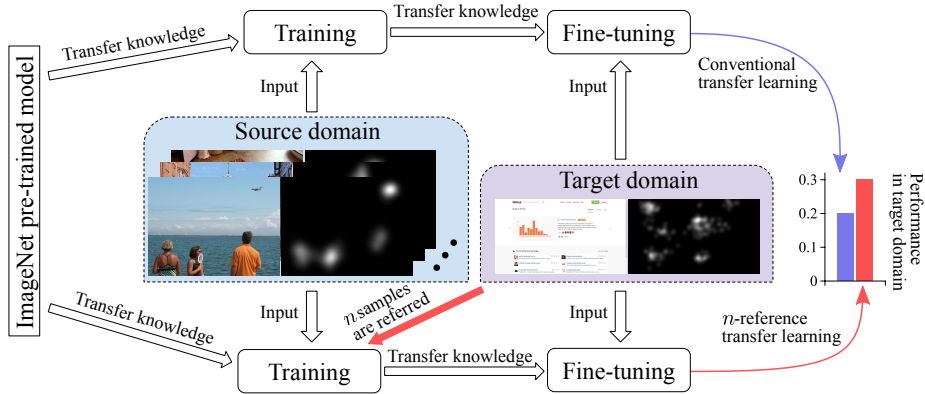 Transfer knowledge
Training
Transfer knowledge
Fine-tuning
Conventional
transfer learning
Input
Input
ImageNet pre-trained model
Source domain
Target domain
0.3
0.2
0.1
0
Performance
in target domain
Transfer knowledge
Input
n samples
are referred
Input
n-reference
transfer learning
Training
Transfer knowledge
Fine-tuning